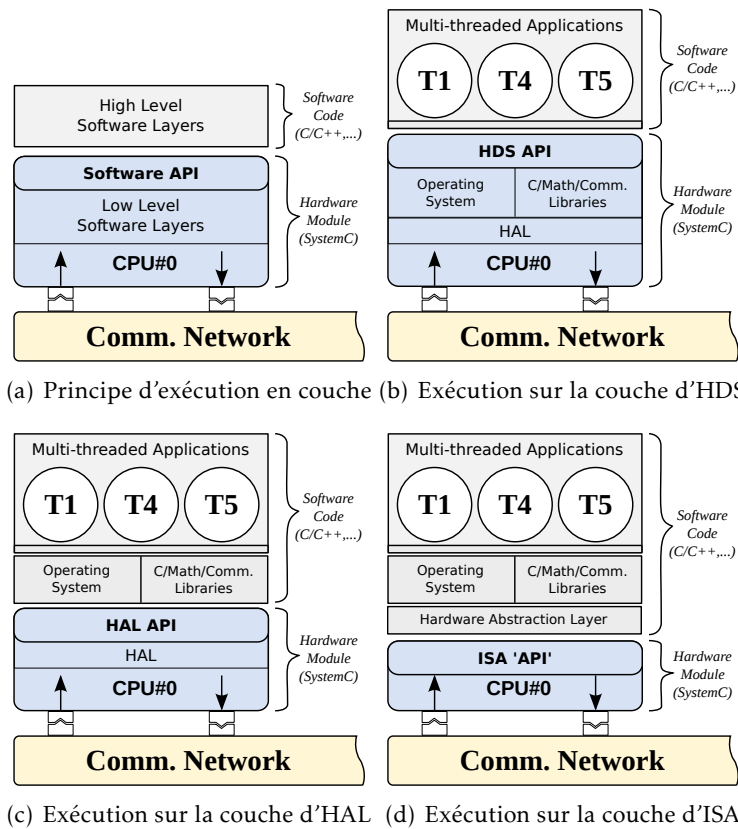 High Level
Software Layers
Software
Code
(C/C++,...)
Software API
Low Level
Software Layers
CPU#0
Hardware
Module
(SystemC)
Comm. Network
(a) Principe d'exécution en couche
Multi-threaded Applications
T1 T4 T5
Software
Code
(C/C++,...)
HDS API
Operating
System
C/Math/Comm.
Libraries
HAL
CPU#0
Hardware
Module
(SystemC)
Comm. Network
(b) Exécution sur la couche d'HDS
Multi-threaded Applications
T1 T4 T5
Operating
System
C/Math/Comm.
Libraries
Software
Code
(C/C++,...)
HAL API
HAL
CPU#0
Hardware
Module
(SystemC)
Comm. Network
(c) Exécution sur la couche d'HAL
Multi-threaded Applications
T1 T4 T5
Operating
System
C/Math/Comm.
Libraries
Hardware Abstraction Layer
Software
Code
(C/C++,...)
ISA 'API'
CPU#0
Hardware
Module
(SystemC)
Comm. Network
(d) Exécution sur la couche d'ISA